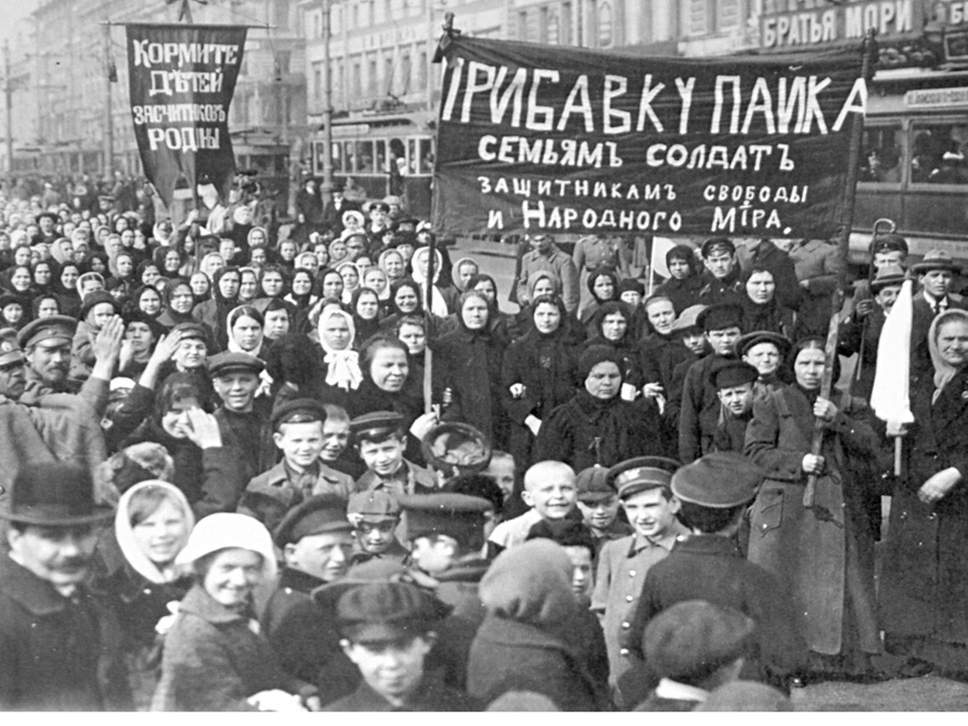 Кормите
Дѣтей
защитниковъ
родины
ПРИБАВКУ ПАЙКА
СЕМЬЯМЪ СОЛДАТЪ
ЗАЩИТНИКАМЪ СВОБОДЫ
И НАРОДНОГО МІРА.
БРАТЬЯ МОРИ